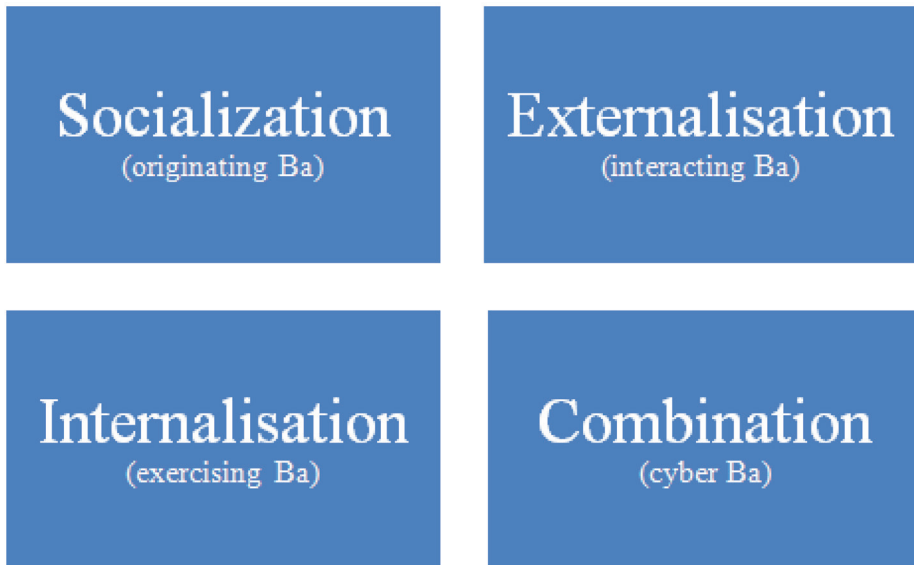 Socialization
(originating Ba)
Externalisation
(interacting Ba)
Internalisation
(exercising Ba)
Combination
(cyber Ba)